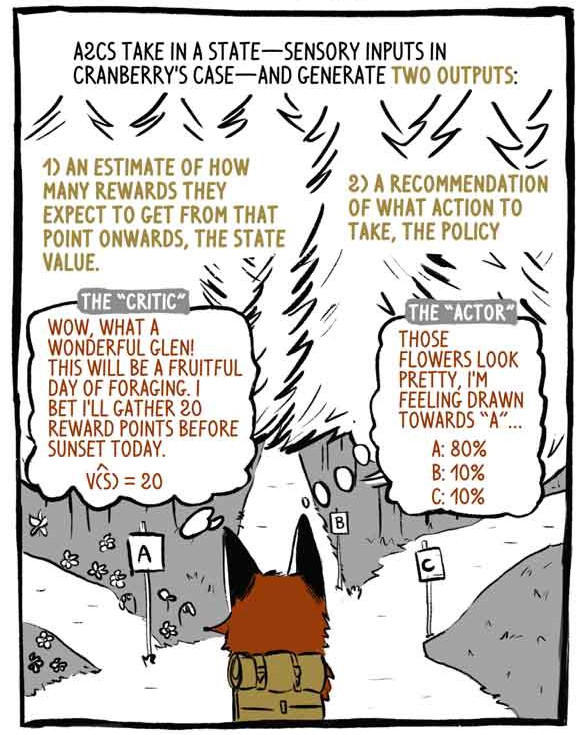 A2CS TAKE IN A STATE—SENSORY INPUTS IN
CRANBERRY'S CASE—AND GENERATE TWO OUTPUTS:
1) AN ESTIMATE OF HOW
MANY REWARDS THEY
EXPECT TO GET FROM THAT
POINT ONWARDS, THE STATE
VALUE.
2) A RECOMMENDATION
OF WHAT ACTION TO
TAKE, THE POLICY
THE "CRITIC"
WOW, WHAT A
WONDERFUL GLEN!
THIS WILL BE A FRUITFUL
DAY OF FORAGING. I
BET I'LL GATHER 20
REWARD POINTS BEFORE
SUNSET TODAY.
V(Ŝ) = 20
THE "ACTOR"
THOSE
FLOWERS LOOK
PRETTY, I'M
FEELING DRAWN
TOWARDS "A"...
A: 80%
B: 10%
C: 10%
A
B
C